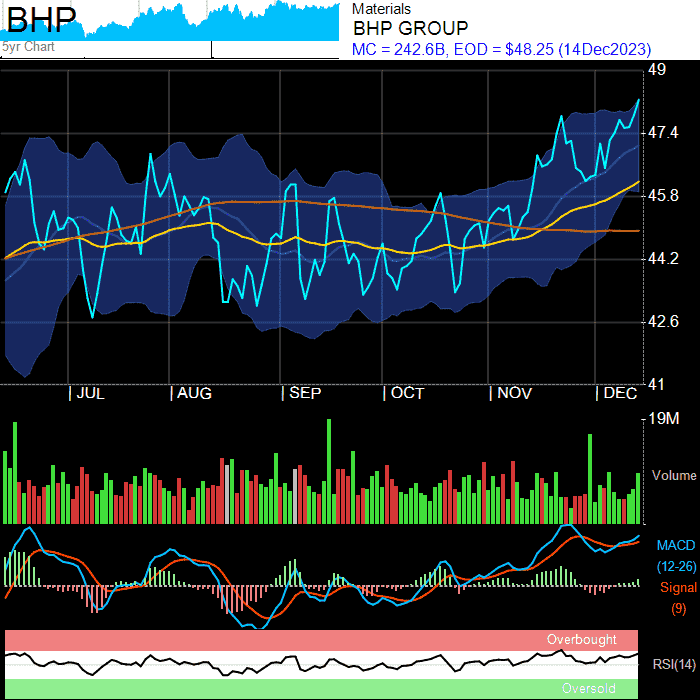 BHP
5yr Chart
Materials
BHP GROUP
MC = 242.6B, EOD = $48.25 (14Dec2023)
49
47.4
45.8
44.2
42.6
41
JUL
AUG
SEP
OCT
NOV
DEC
19M
Volume
MACD
(12-26)
Signal
(9)
Overbought
RSI(14)
Oversold